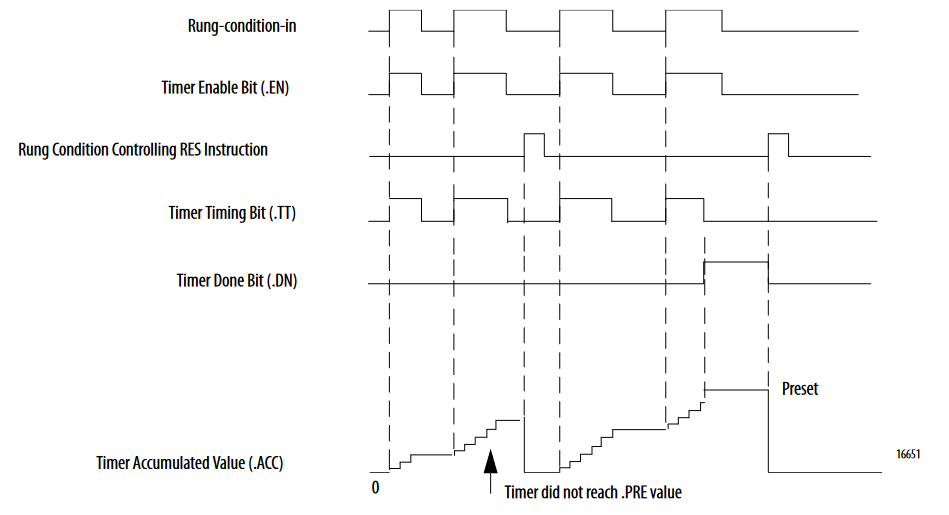 Rung-condition-in
Timer Enable Bit (.EN)
Rung Condition Controlling RES Instruction
Timer Timing Bit (.TT)
Timer Done Bit (.DN)
Preset
Timer Accumulated Value (.ACC)
16651
0
Timer did not reach .PRE value